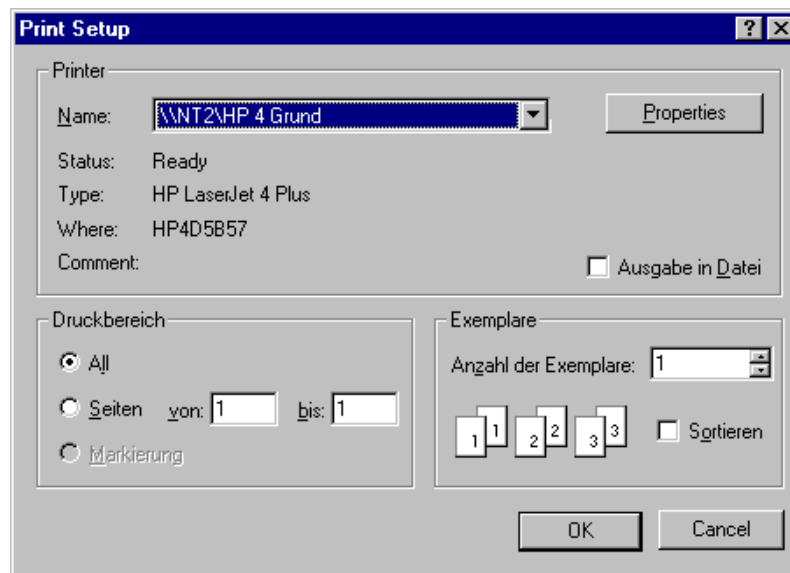 Print Setup
Printer
Name: \\NT2\HP 4 Grund Properties
Status: Ready
Type: HP LaserJet 4 Plus
Where: HP4D5B57
Comment:
Ausgabe in Datei
Druckbereich
All
Seiten von: 1 bis: 1
Markierung
Exemplare
Anzahl der Exemplare: 1
1 1 2 2 3 3 Sortieren
OK Cancel